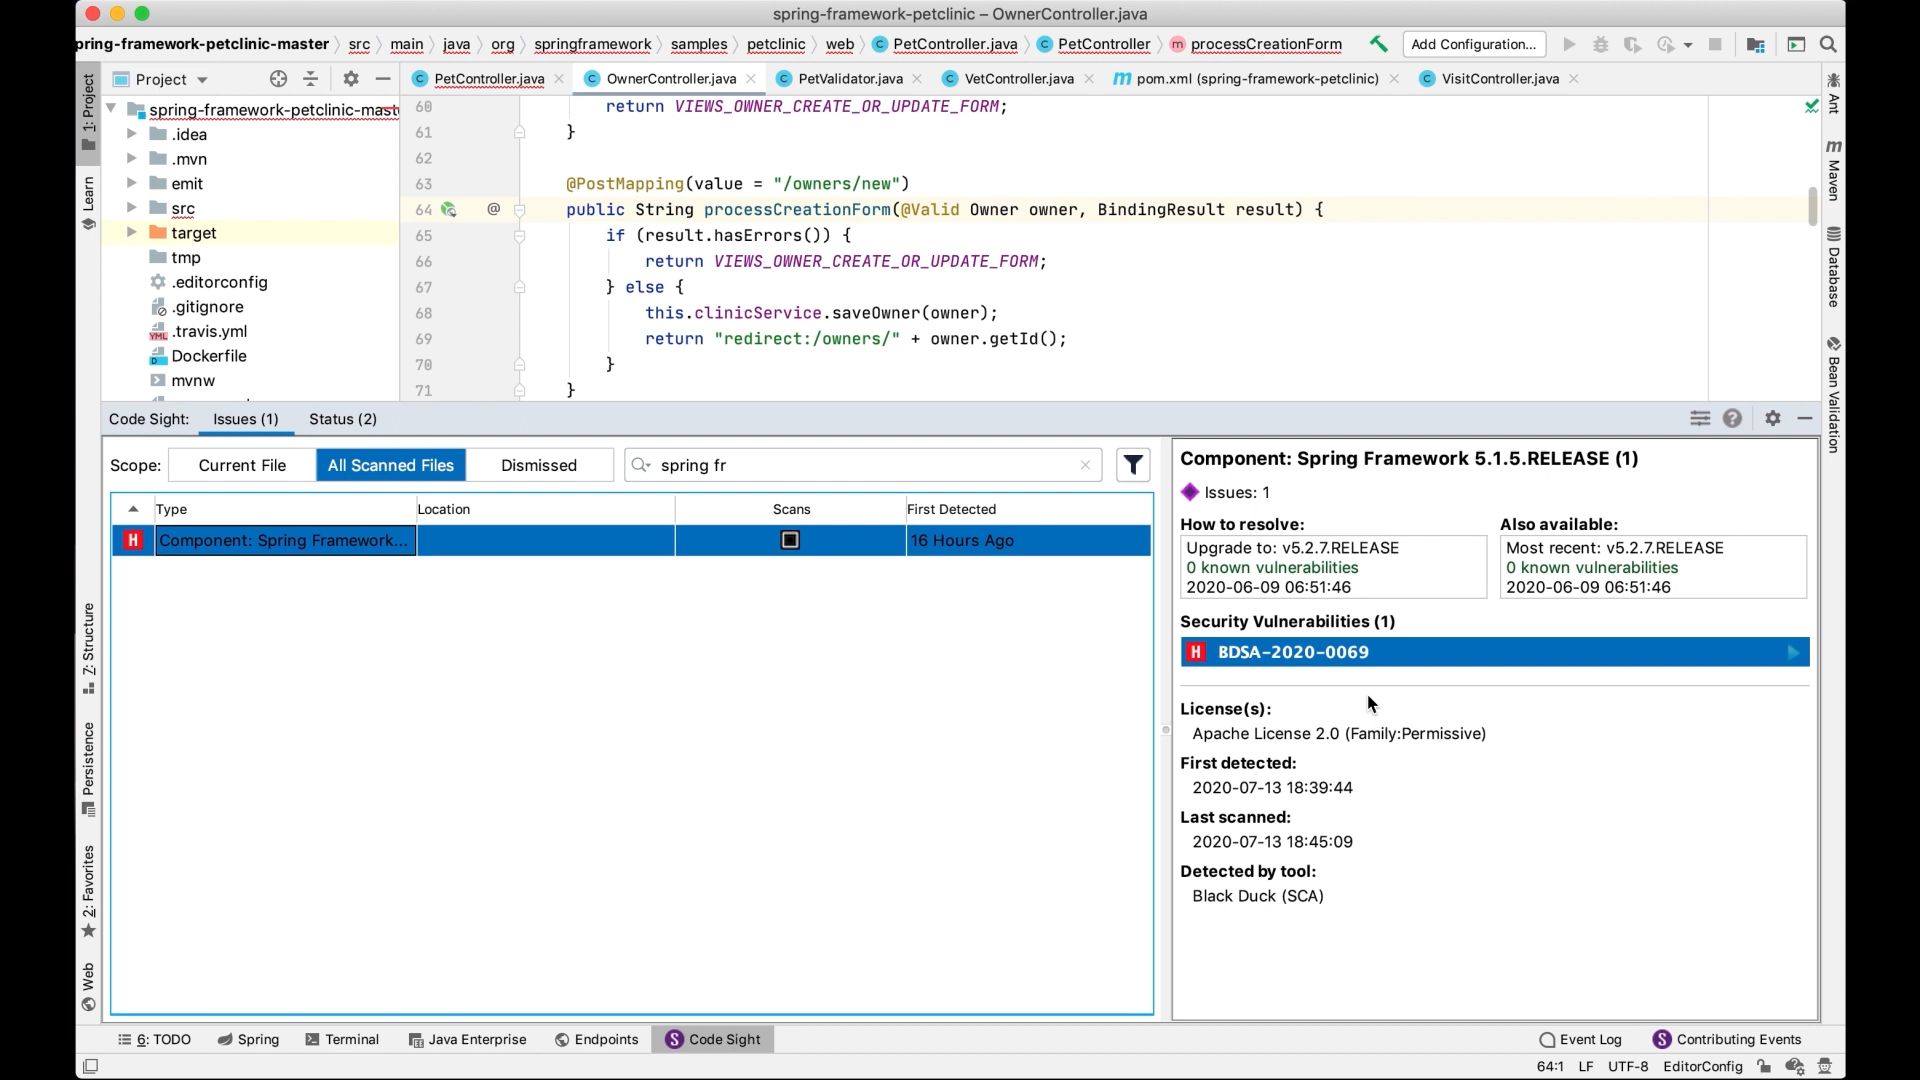 spring-framework-petclinic – OwnerController.java
pring-framework-petclinic-master src main java org springframework samples petclinic web PetController.java PetController processCreationForm Add Configuration...
1: Project
Learn
7: Structure
Persistence
2: Favorites
Web
Project
spring-framework-petclinic-mast
.idea
.mvn
emit
src
target
tmp
.editorconfig
.gitignore
.travis.yml
Dockerfile
mvnw
PetController.java OwnerController.java PetValidator.java VetController.java pom.xml (spring-framework-petclinic) VisitController.java
60 return VIEWS_OWNER_CREATE_OR_UPDATE_FORM;
61 }
62
63 @PostMapping(value = "/owners/new")
64 @ public String processCreationForm(@Valid Owner owner, BindingResult result) {
65 if (result.hasErrors()) {
66 return VIEWS_OWNER_CREATE_OR_UPDATE_FORM;
67 } else {
68 this.clinicService.saveOwner(owner);
69 return "redirect:/owners/" + owner.getId();
70 }
71 }
Ant
Maven
Database
Bean Validation
Code Sight: Issues (1) Status (2)
Scope: Current File All Scanned Files Dismissed spring fr
Type Location Scans First Detected
H Component: Spring Framework... 16 Hours Ago
Component: Spring Framework 5.1.5.RELEASE (1)
Issues: 1
How to resolve:
Upgrade to: v5.2.7.RELEASE
0 known vulnerabilities
2020-06-09 06:51:46
Also available:
Most recent: v5.2.7.RELEASE
0 known vulnerabilities
2020-06-09 06:51:46
Security Vulnerabilities (1)
H BDSA-2020-0069
License(s):
Apache License 2.0 (Family:Permissive)
First detected:
2020-07-13 18:39:44
Last scanned:
2020-07-13 18:45:09
Detected by tool:
Black Duck (SCA)
6: TODO Spring Terminal Java Enterprise Endpoints Code Sight Event Log Contributing Events
64:1 LF UTF-8 EditorConfig